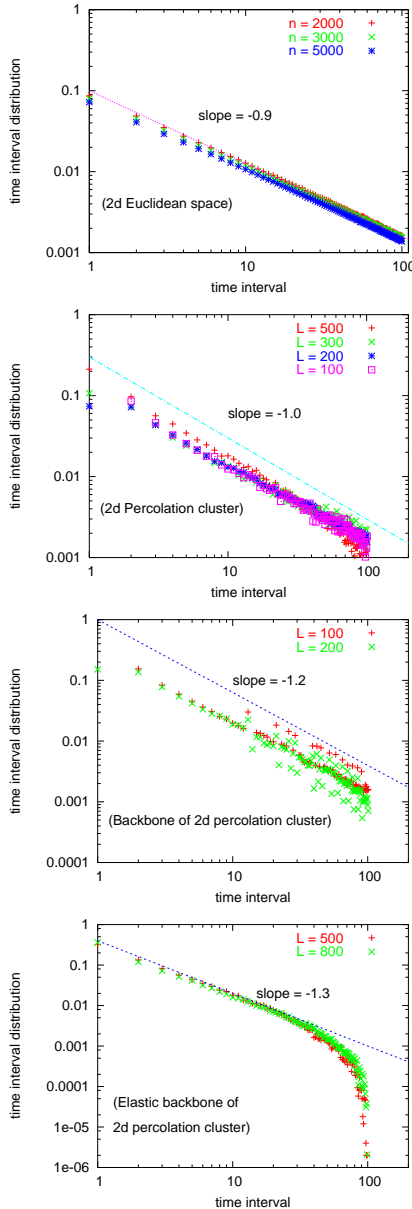 n = 2000
n = 3000
n = 5000
1
0.1
0.01
0.001
time interval distribution
slope = -0.9
(2d Euclidean space)
1 10 100
time interval
L = 500
L = 300
L = 200
L = 100
1
0.1
0.01
0.001
time interval distribution
slope = -1.0
(2d Percolation cluster)
1 10 100
time interval
L = 100
L = 200
1
0.1
0.01
0.001
0.0001
time interval distribution
slope = -1.2
(Backbone of 2d percolation cluster)
1 10 100
time interval
L = 500
L = 800
1
0.1
0.01
0.001
0.0001
1e-05
1e-06
time interval distribution
slope = -1.3
(Elastic backbone of
2d percolation cluster)
1 10 100
time interval